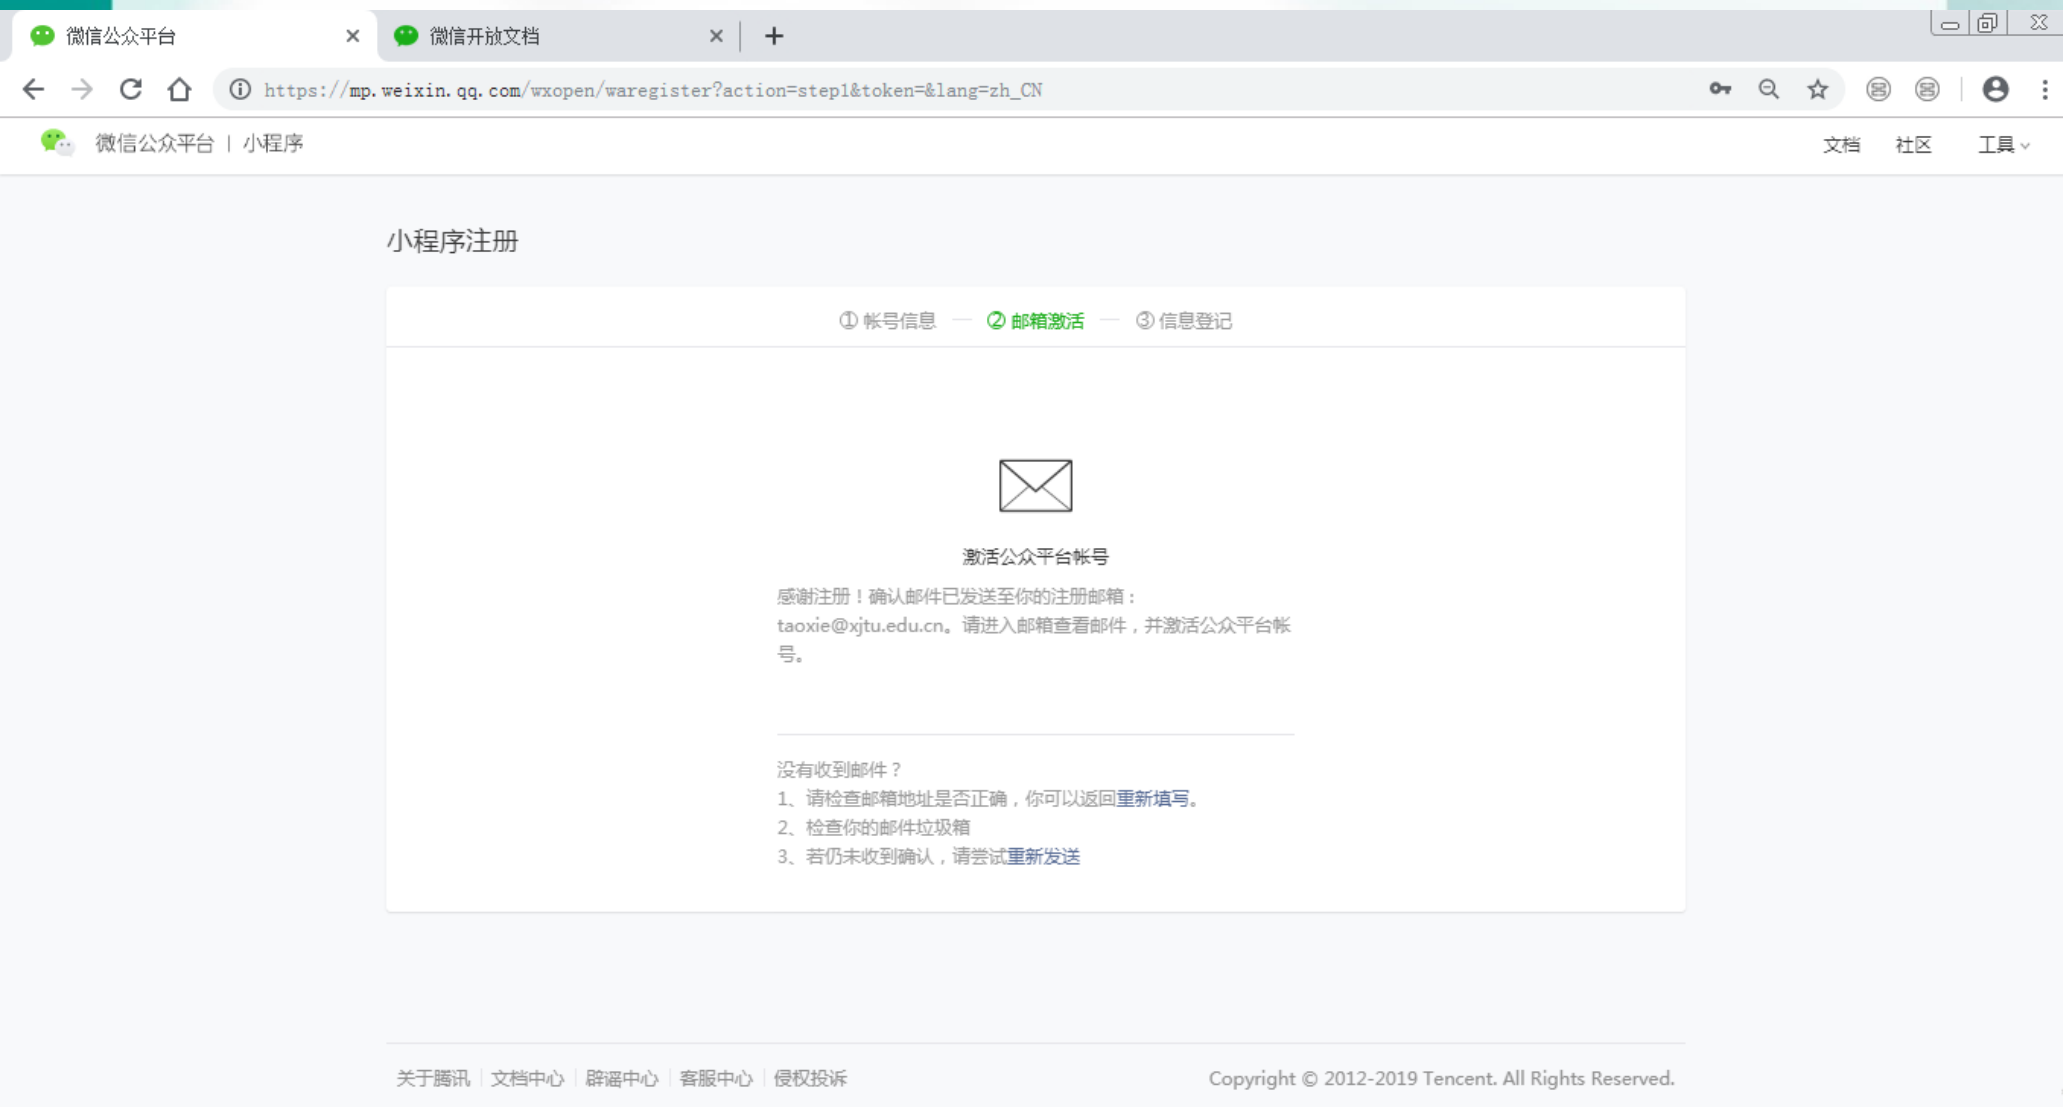 微信公众平台
微信开放文档
https://mp.weixin.qq.com/wxopen/waregister?action=step1&token=&lang=zh_CN
微信公众平台 | 小程序
文档 社区 工具
小程序注册
① 帐号信息 — ② 邮箱激活 — ③ 信息登记
激活公众平台帐号
感谢注册！确认邮件已发送至你的注册邮箱：
taoxie@xjtu.edu.cn。请进入邮箱查看邮件，并激活公众平台帐
号。
没有收到邮件？
1、请检查邮箱地址是否正确，你可以返回重新填写。
2、检查你的邮件垃圾箱
3、若仍未收到确认，请尝试重新发送
关于腾讯 文档中心 辟谣中心 客服中心 侵权投诉
Copyright © 2012-2019 Tencent. All Rights Reserved.